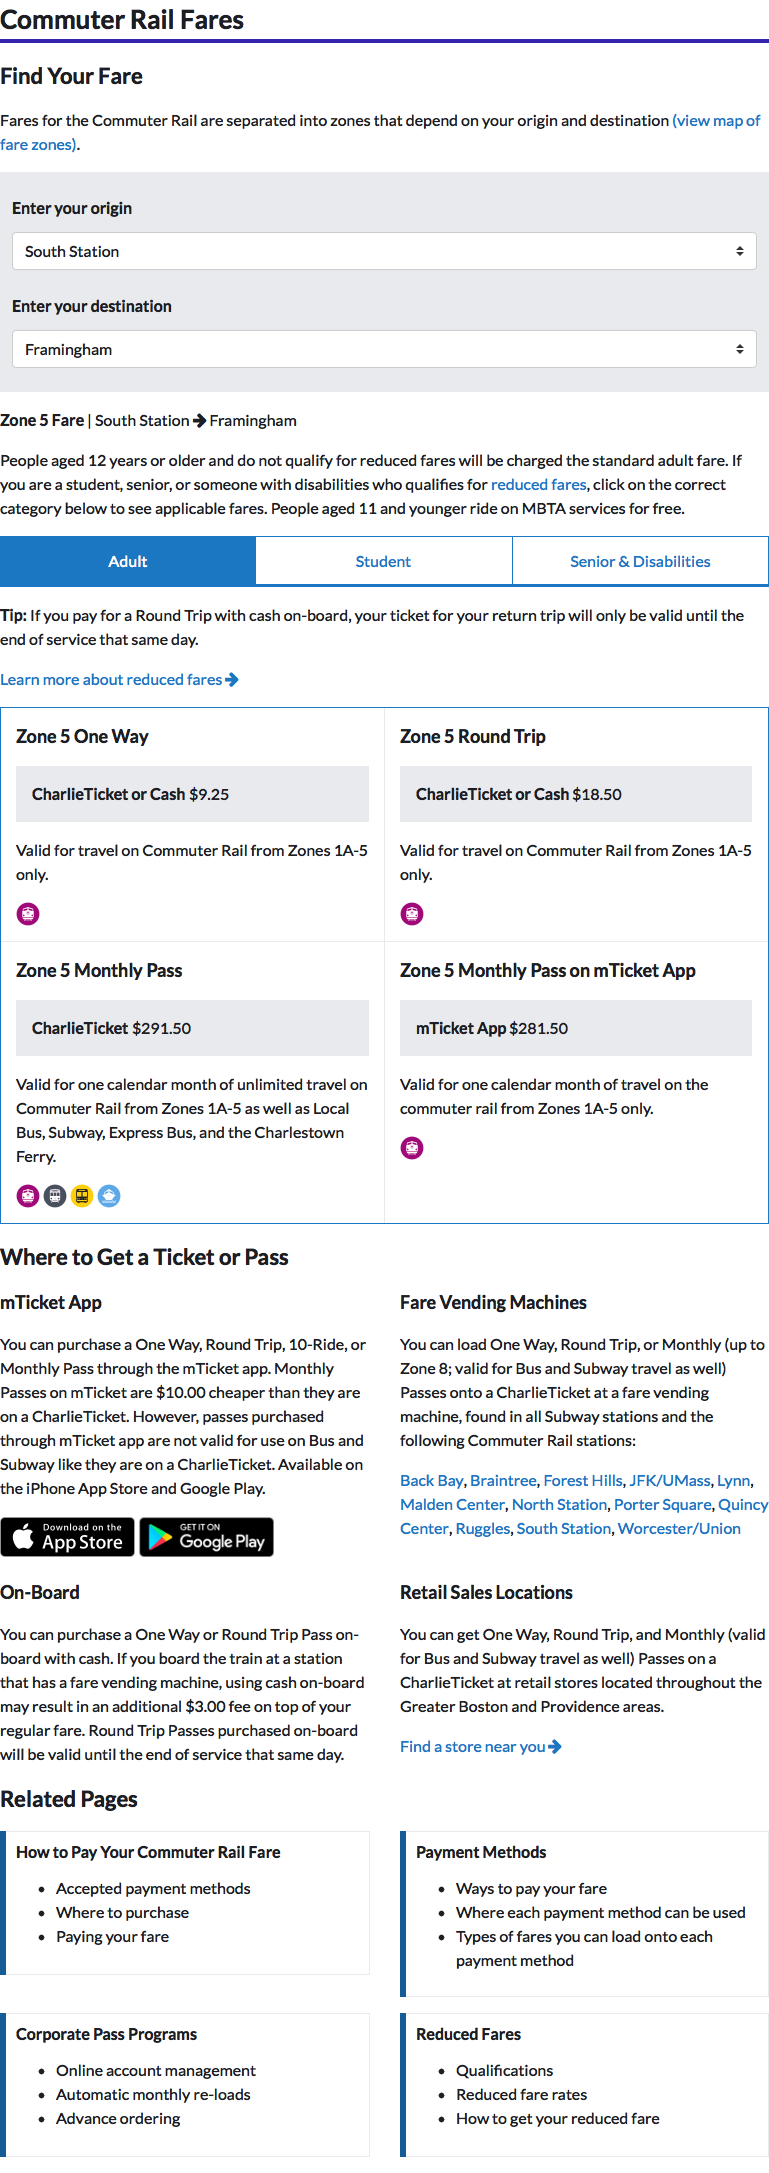 Commuter Rail Fares
Find Your Fare
Fares for the Commuter Rail are separated into zones that depend on your origin and destination (view map of
fare zones).
Enter your origin
South Station
Enter your destination
Framingham
Zone 5 Fare | South Station → Framingham
People aged 12 years or older and do not qualify for reduced fares will be charged the standard adult fare. If
you are a student, senior, or someone with disabilities who qualifies for reduced fares, click on the correct
category below to see applicable fares. People aged 11 and younger ride on MBTA services for free.
Adult
Student
Senior & Disabilities
Tip: If you pay for a Round Trip with cash on-board, your ticket for your return trip will only be valid until the
end of service that same day.
Learn more about reduced fares →
Zone 5 One Way
CharlieTicket or Cash $9.25
Valid for travel on Commuter Rail from Zones 1A-5
only.
Zone 5 Round Trip
CharlieTicket or Cash $18.50
Valid for travel on Commuter Rail from Zones 1A-5
only.
Zone 5 Monthly Pass
CharlieTicket $291.50
Valid for one calendar month of unlimited travel on
Commuter Rail from Zones 1A-5 as well as Local
Bus, Subway, Express Bus, and the Charlestown
Ferry.
Zone 5 Monthly Pass on mTicket App
mTicket App $281.50
Valid for one calendar month of travel on the
commuter rail from Zones 1A-5 only.
Where to Get a Ticket or Pass
mTicket App
You can purchase a One Way, Round Trip, 10-Ride, or
Monthly Pass through the mTicket app. Monthly
Passes on mTicket are $10.00 cheaper than they are
on a CharlieTicket. However, passes purchased
through mTicket app are not valid for use on Bus and
Subway like they are on a CharlieTicket. Available on
the iPhone App Store and Google Play.
Download on the
App Store
GET IT ON
Google Play
Fare Vending Machines
You can load One Way, Round Trip, or Monthly (up to
Zone 8; valid for Bus and Subway travel as well)
Passes onto a CharlieTicket at a fare vending
machine, found in all Subway stations and the
following Commuter Rail stations:
Back Bay, Braintree, Forest Hills, JFK/UMass, Lynn,
Malden Center, North Station, Porter Square, Quincy
Center, Ruggles, South Station, Worcester/Union
On-Board
You can purchase a One Way or Round Trip Pass on-
board with cash. If you board the train at a station
that has a fare vending machine, using cash on-board
may result in an additional $3.00 fee on top of your
regular fare. Round Trip Passes purchased on-board
will be valid until the end of service that same day.
Retail Sales Locations
You can get One Way, Round Trip, and Monthly (valid
for Bus and Subway travel as well) Passes on a
CharlieTicket at retail stores located throughout the
Greater Boston and Providence areas.
Find a store near you →
Related Pages
How to Pay Your Commuter Rail Fare
• Accepted payment methods
• Where to purchase
• Paying your fare
Payment Methods
• Ways to pay your fare
• Where each payment method can be used
• Types of fares you can load onto each
payment method
Corporate Pass Programs
• Online account management
• Automatic monthly re-loads
• Advance ordering
Reduced Fares
• Qualifications
• Reduced fare rates
• How to get your reduced fare